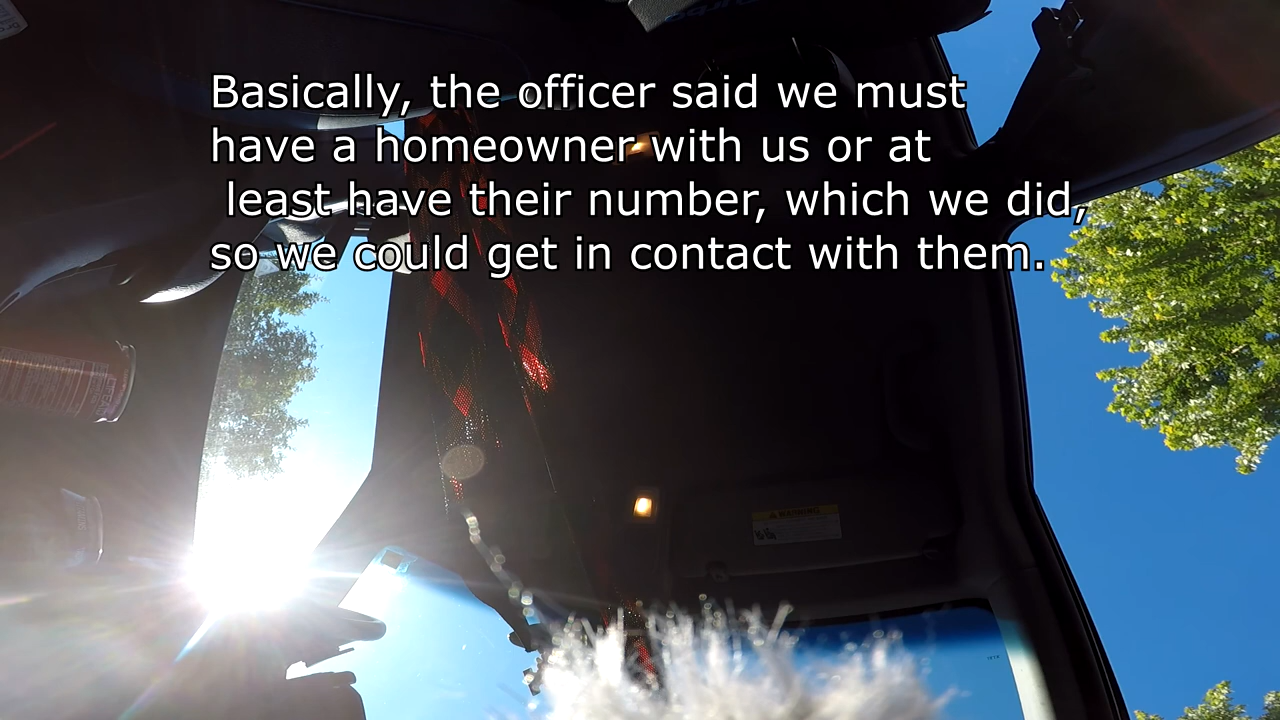 Basically, the officer said we must
have a homeowner with us or at
least have their number, which we did,
so we could get in contact with them.